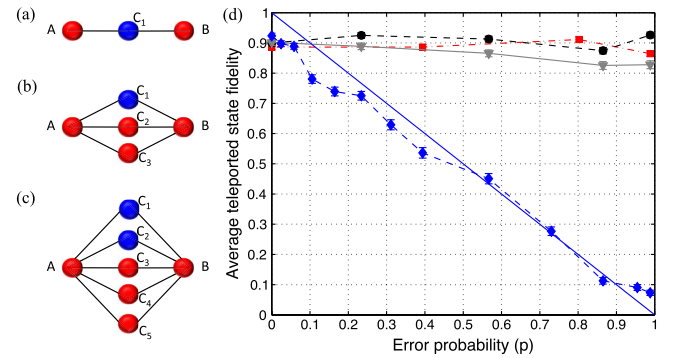 (a)
A
C1
B
(b)
A
C1
C2
C3
B
(c)
A
C1
C2
C3
C4
C5
B
(d)
Average teleported state fidelity
1
0.9
0.8
0.7
0.6
0.5
0.4
0.3
0.2
0.1
0
0 0.1 0.2 0.3 0.4 0.5 0.6 0.7 0.8 0.9 1
Error probability (p)